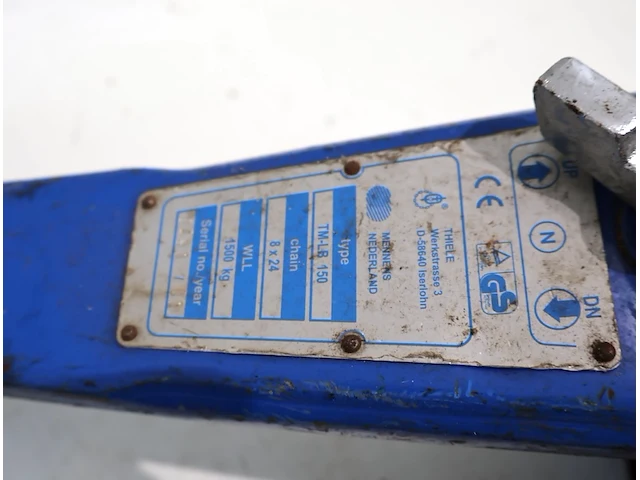 UP
N
DN
CE
GS
THIELE
Werkstrasse 3
D-58640 Iserlohn
MENNENS
NEDERLAND
type
TM-LB 150
chain
8 x 24
WLL
1500 kg
Serial no./year
/